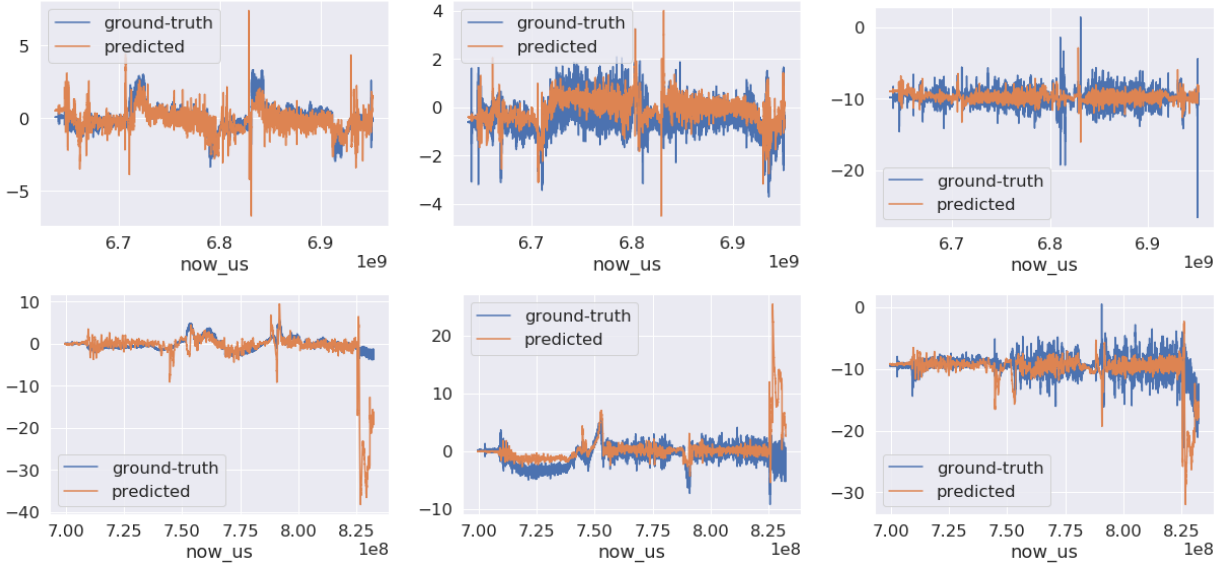 5
0
−5
ground-truth
predicted
6.7
6.8
6.9
1e9
now_us
4
2
0
−2
−4
ground-truth
predicted
6.7
6.8
6.9
1e9
now_us
0
−10
−20
ground-truth
predicted
6.7
6.8
6.9
1e9
now_us
10
0
−10
−20
−30
−40
ground-truth
predicted
7.00
7.25
7.50
7.75
8.00
8.25
1e8
now_us
20
10
0
−10
ground-truth
predicted
7.00
7.25
7.50
7.75
8.00
8.25
1e8
now_us
0
−10
−20
−30
ground-truth
predicted
7.00
7.25
7.50
7.75
8.00
8.25
1e8
now_us